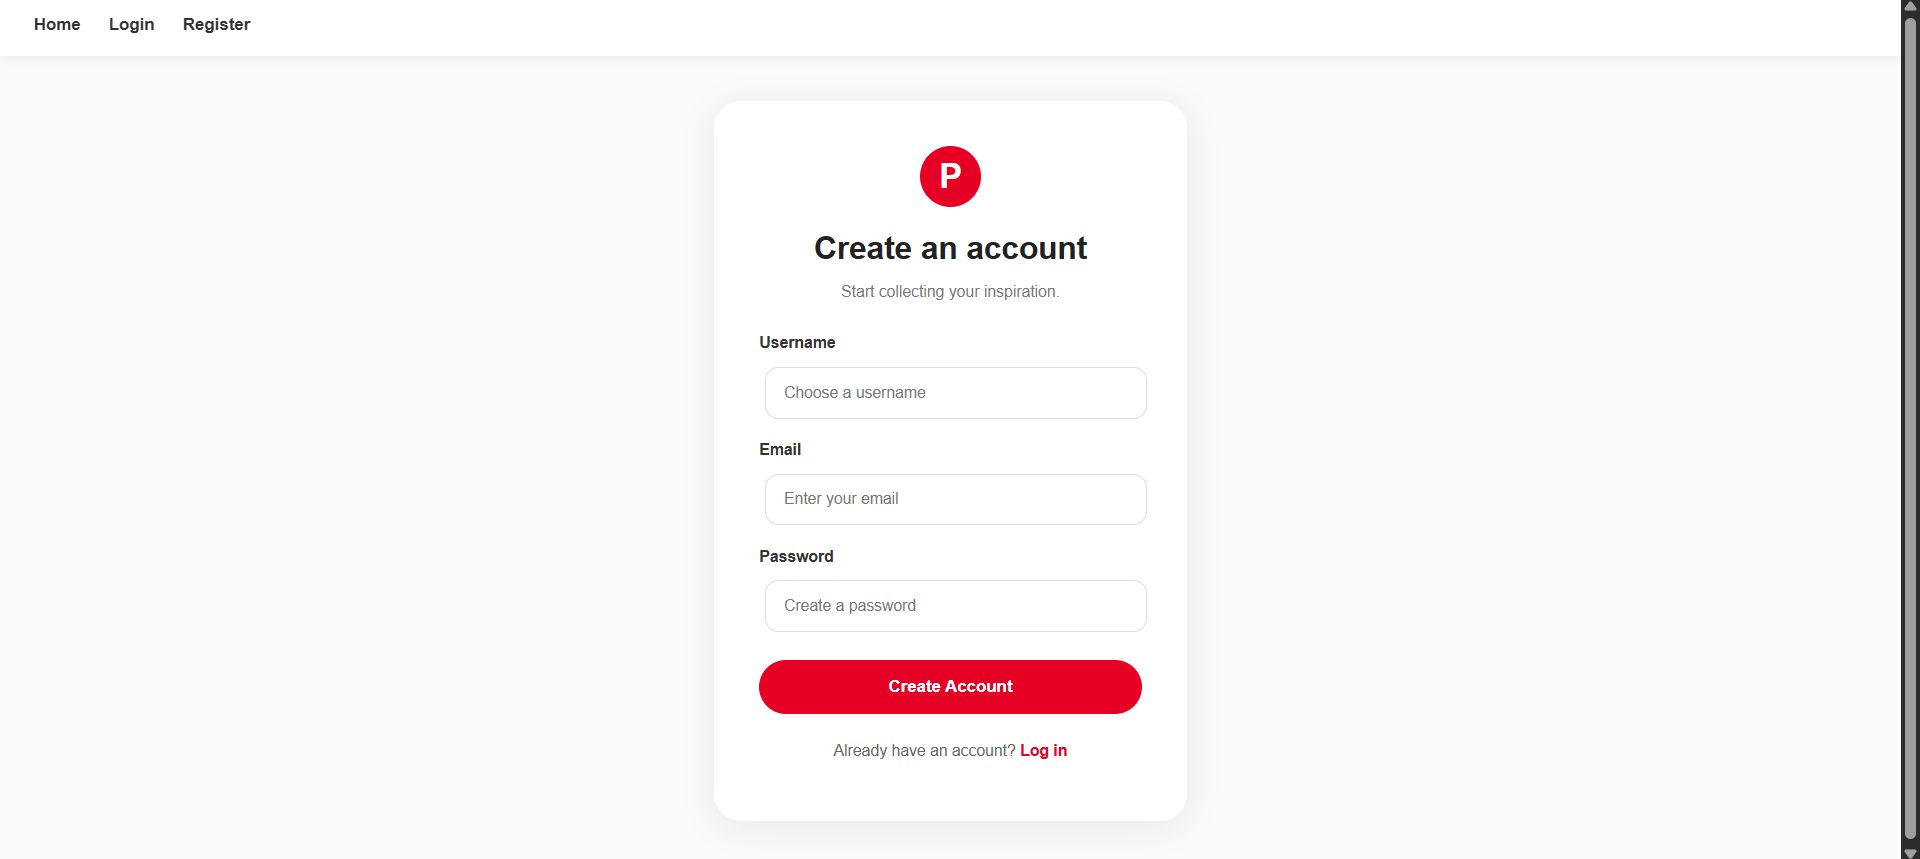 Home Login Register
P
Create an account
Start collecting your inspiration.
Username
Choose a username
Email
Enter your email
Password
Create a password
Create Account
Already have an account? Log in